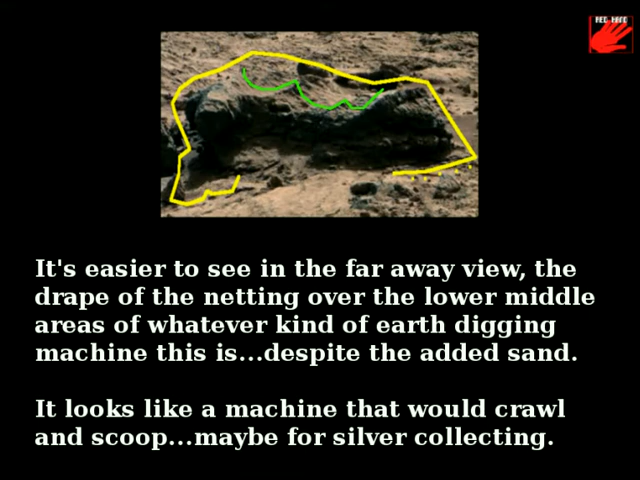 RED HAND
It's easier to see in the far away view, the
drape of the netting over the lower middle
areas of whatever kind of earth digging
machine this is...despite the added sand.
It looks like a machine that would crawl
and scoop...maybe for silver collecting.